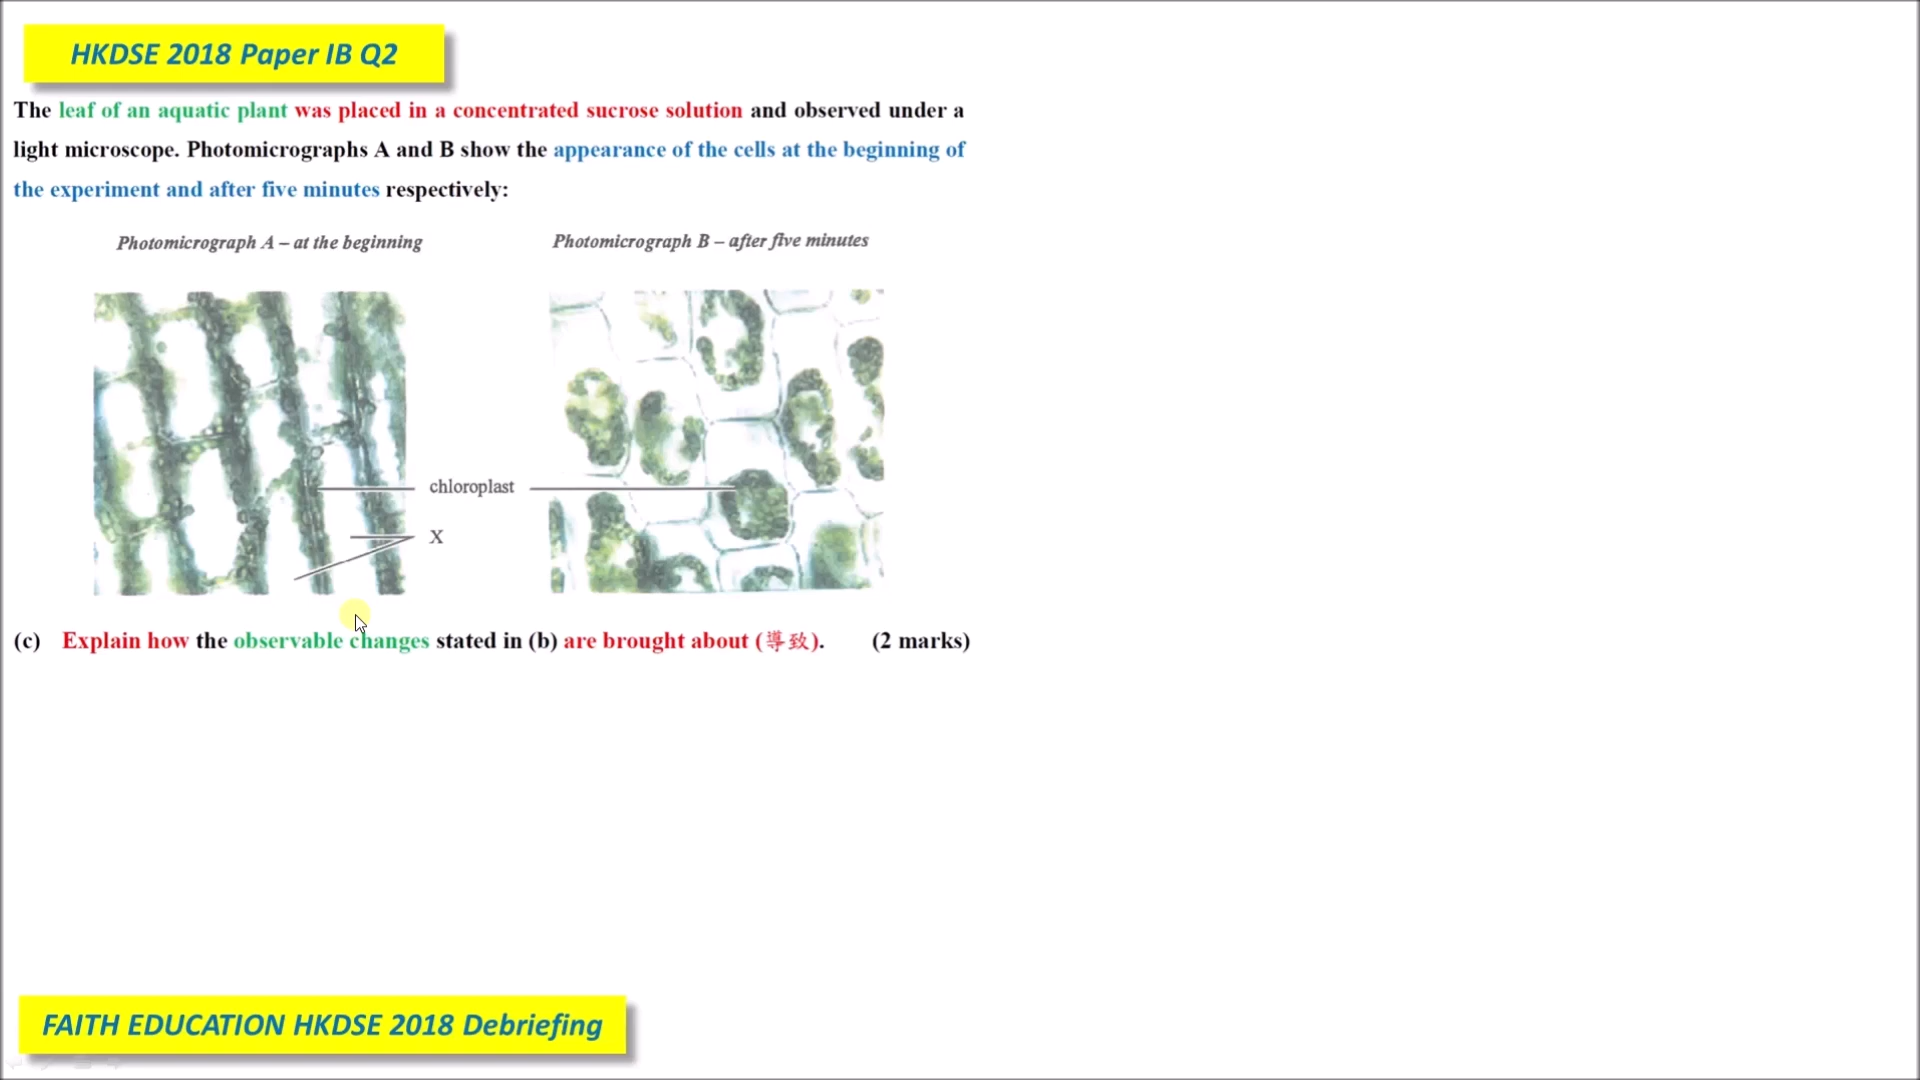 HKDSE 2018 Paper IB Q2
The leaf of an aquatic plant was placed in a concentrated sucrose solution and observed under a
light microscope. Photomicrographs A and B show the appearance of the cells at the beginning of
the experiment and after five minutes respectively:
Photomicrograph A – at the beginning
Photomicrograph B – after five minutes
chloroplast
X
(c) Explain how the observable changes stated in (b) are brought about (導致). (2 marks)
FAITH EDUCATION HKDSE 2018 Debriefing